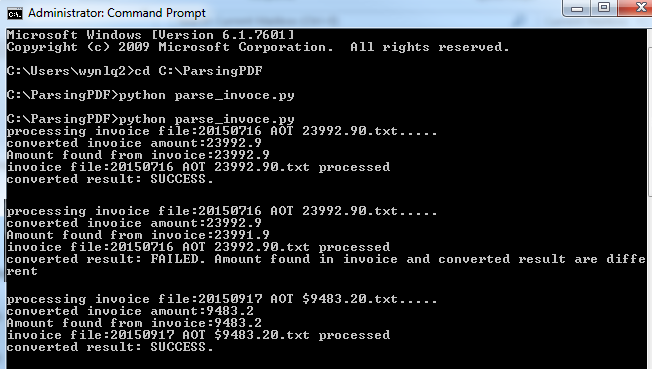 Administrator: Command Prompt
Microsoft Windows [Version 6.1.7601]
Copyright (c) 2009 Microsoft Corporation.  All rights reserved.
C:\Users\wynlq2>cd C:\ParsingPDF
C:\ParsingPDF>python parse_invoce.py
C:\ParsingPDF>python parse_invoce.py
processing invoice file:20150716 AOT 23992.90.txt.....
converted invoice amount:23992.9
Amount found from invoice:23992.9
invoice file:20150716 AOT 23992.90.txt processed
converted result: SUCCESS.
processing invoice file:20150716 AOT 23992.90.txt.....
converted invoice amount:23992.9
Amount found from invoice:23991.9
invoice file:20150716 AOT 23992.90.txt processed
converted result: FAILED. Amount found in invoice and converted result are diffe
rent
processing invoice file:20150917 AOT $9483.20.txt.....
converted invoice amount:9483.2
Amount found from invoice:9483.2
invoice file:20150917 AOT $9483.20.txt processed
converted result: SUCCESS.